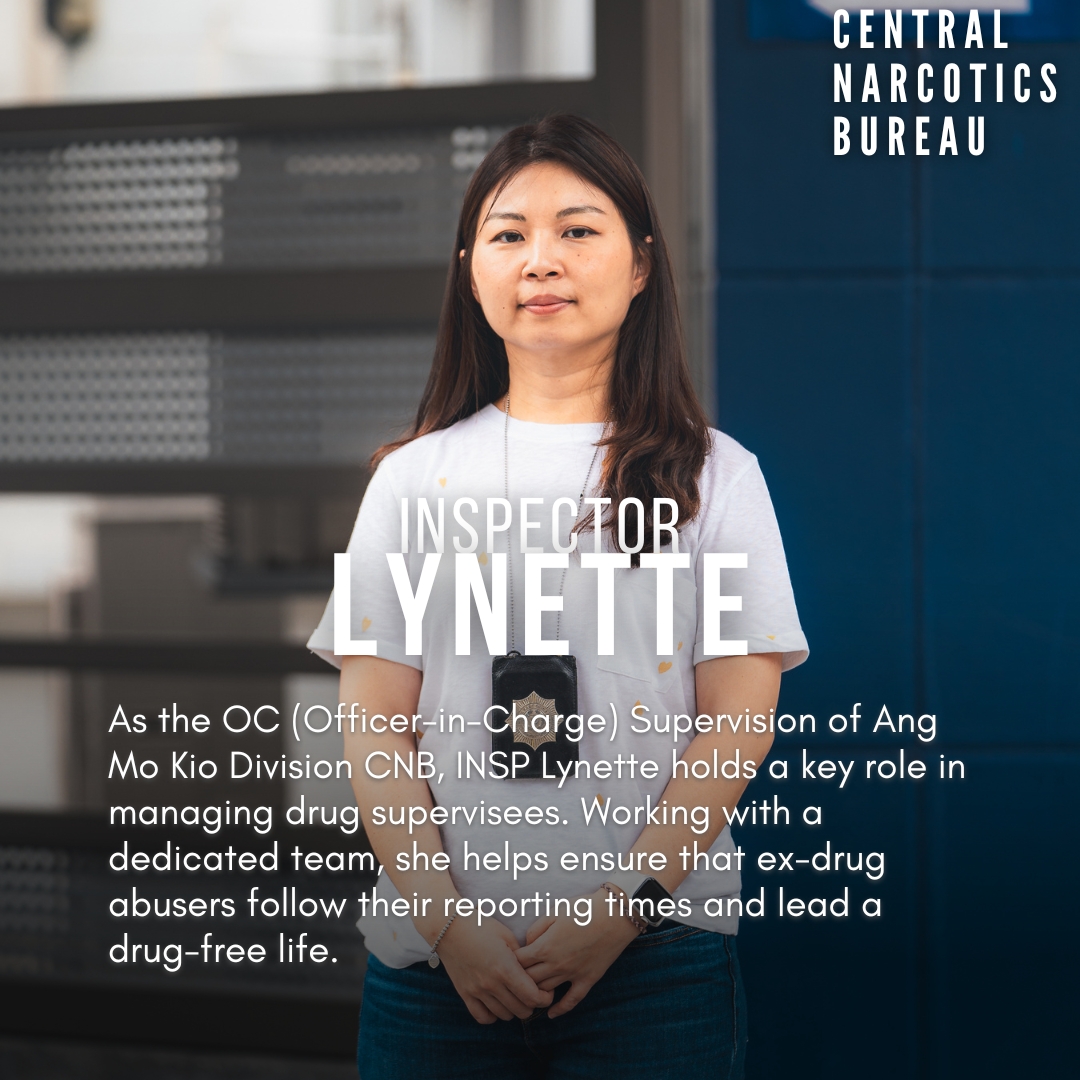 CENTRAL
NARCOTICS
BUREAU
INSPECTOR
LYNETTE
As the OC (Officer-in-Charge) Supervision of Ang
Mo Kio Division CNB, INSP Lynette holds a key role in
managing drug supervisees. Working with a
dedicated team, she helps ensure that ex-drug
abusers follow their reporting times and lead a
drug-free life.